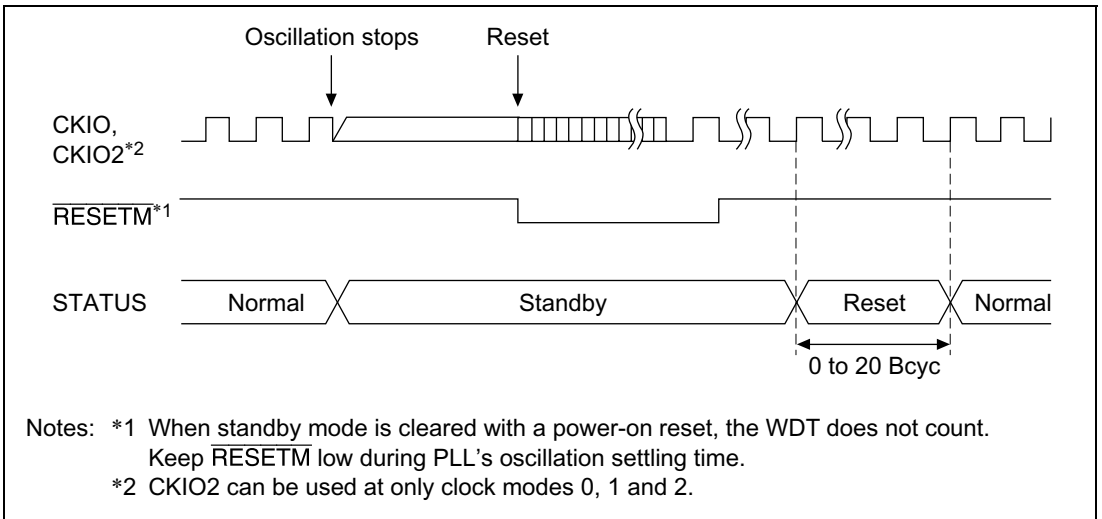 Oscillation stops Reset
CKIO,
CKIO2*2
RESETM*1
STATUS Normal Standby Reset Normal
0 to 20 Bcyc
Notes: *1 When standby mode is cleared with a power-on reset, the WDT does not count.
Keep RESETM low during PLL's oscillation settling time.
*2 CKIO2 can be used at only clock modes 0, 1 and 2.